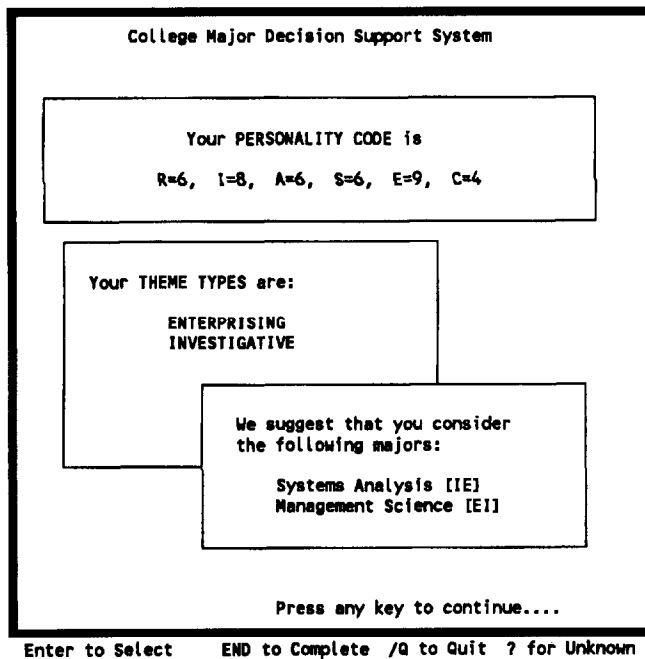 College Major Decision Support System
Your PERSONALITY CODE is
R=6, I=8, A=6, S=6, E=9, C=4
Your THEME TYPES are:
ENTERPRISING
INVESTIGATIVE
We suggest that you consider
the following majors:
Systems Analysis [IE}
Management Science [EI]
Press any key to continue....
Enter to Select END to Complete /Q to Quit ? for Unknown